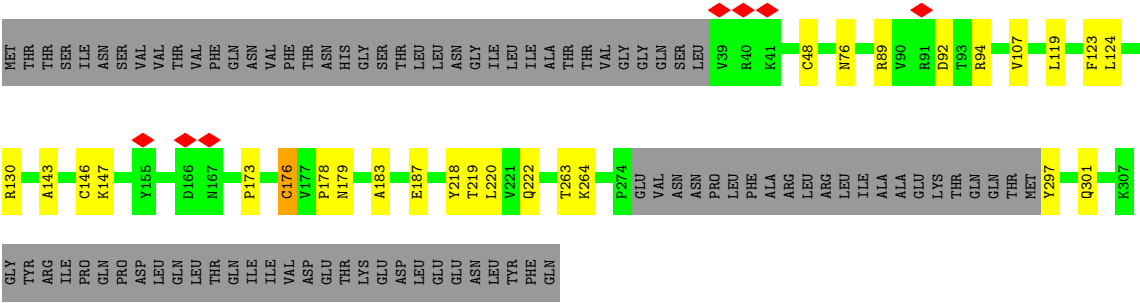 MET THR THR SER ILE ASN SER VAL VAL THR VAL PHE GLN ASN VAL PHE THR ASN HIS GLY SER THR LEU LEU ASN GLY ILE LEU ILE ALA THR THR VAL GLY GLY GLN SER LEU V39 R40 K41 C48 N76 R89 V90 R91 D92 T93 R94 V107 L119 F123 L124
R130 A143 C146 K147 Y155 D166 N167 P173 C176 V177 P178 N179 A183 E187 Y218 T219 L220 V221 Q222 T263 K264 P274 GLU VAL ASN ASN PRO LEU PHE ALA ARG LEU ARG LEU ILE ALA ALA GLU LYS THR GLN GLN THR MET Y297 Q301 K307
GLY TYR ARG ILE PRO GLN PRO ASP LEU GLN LEU THR GLN ILE ILE VAL ASP GLU THR LYS GLU ASP LEU GLU GLU ASN LEU TYR PHE GLN